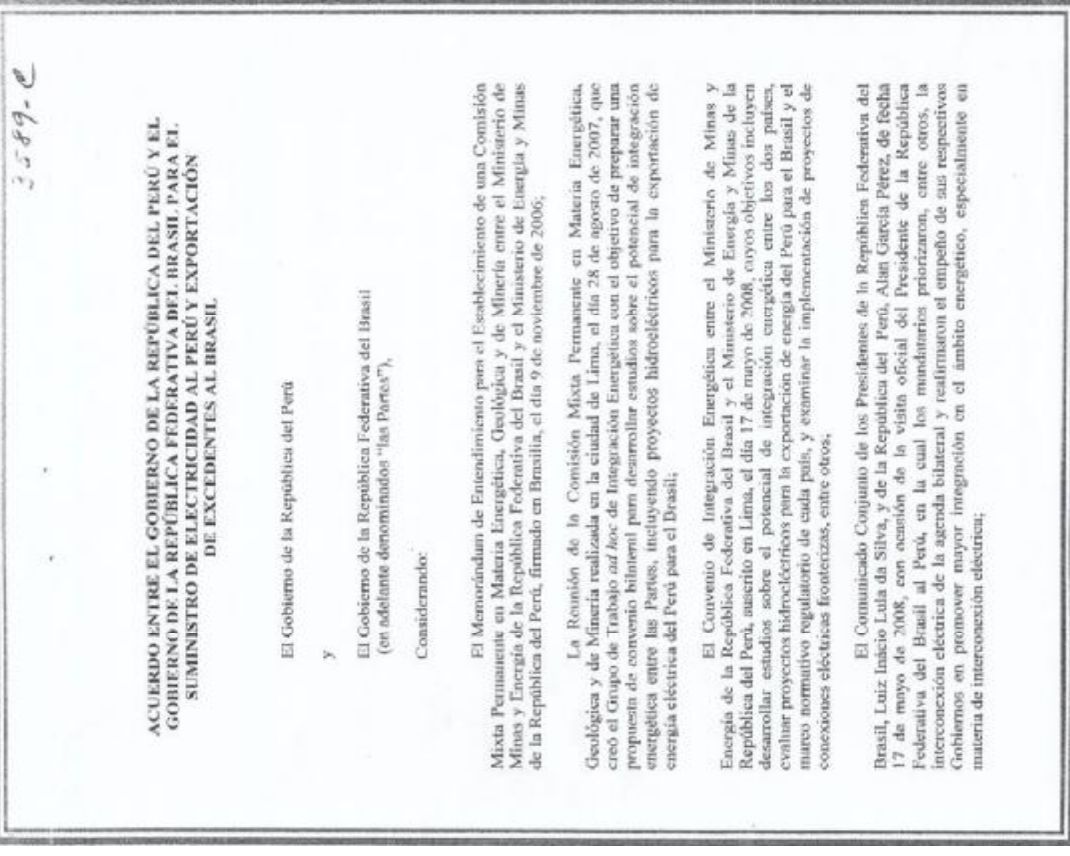 3589-C
ACUERDO ENTRE EL GOBIERNO DE LA REPÚBLICA DEL PERÚ Y EL
GOBIERNO DE LA REPÚBLICA FEDERATIVA DEL BRASIL PARA EL
SUMINISTRO DE ELECTRICIDAD AL PERÚ Y EXPORTACIÓN
DE EXCEDENTES AL BRASIL
El Gobierno de la República del Perú
y
El Gobierno de la República Federativa del Brasil
(en adelante denominados "las Partes"),
Considerando:
El Memorándum de Entendimiento para el Establecimiento de una Comisión
Mixta Permanente en Materia Energética, Geológica y de Minería entre el Ministerio de
Minas y Energía de la República Federativa del Brasil y el Ministerio de Energía y Minas
de la República del Perú, firmado en Brasilia, el día 9 de noviembre de 2006;
La Reunión de la Comisión Mixta Permanente en Materia Energética,
Geológica y de Minería realizada en la ciudad de Lima, el día 28 de agosto de 2007, que
creó el Grupo de Trabajo ad hoc de Integración Energética con el objetivo de preparar una
propuesta de convenio bilateral para desarrollar estudios sobre el potencial de integración
energética entre las Partes, incluyendo proyectos hidroeléctricos para la exportación de
energía eléctrica del Perú para el Brasil;
El Convenio de Integración Energética entre el Ministerio de Minas y
Energía de la República Federativa del Brasil y el Ministerio de Energía y Minas de la
República del Perú, suscrito en Lima, el día 17 de mayo de 2008, cuyos objetivos incluyen
desarrollar estudios sobre el potencial de integración energética entre los dos países,
evaluar proyectos hidroeléctricos para la exportación de energía del Perú para el Brasil y el
marco normativo regulatorio de cada país, y examinar la implementación de proyectos de
conexiones eléctricas fronterizas, entre otros;
El Comunicado Conjunto de los Presidentes de la República Federativa del
Brasil, Luiz Inácio Lula da Silva, y de la República del Perú, Alan García Pérez, de fecha
17 de mayo de 2008, con ocasión de la visita oficial del Presidente de la República
Federativa del Brasil al Perú, en la cual los mandatarios priorizaron, entre otros, la
interconexión eléctrica de la agenda bilateral y reafirmaron el empeño de sus respectivos
Gobiernos en promover mayor integración en el ámbito energético, especialmente en
materia de interconexión eléctrica;